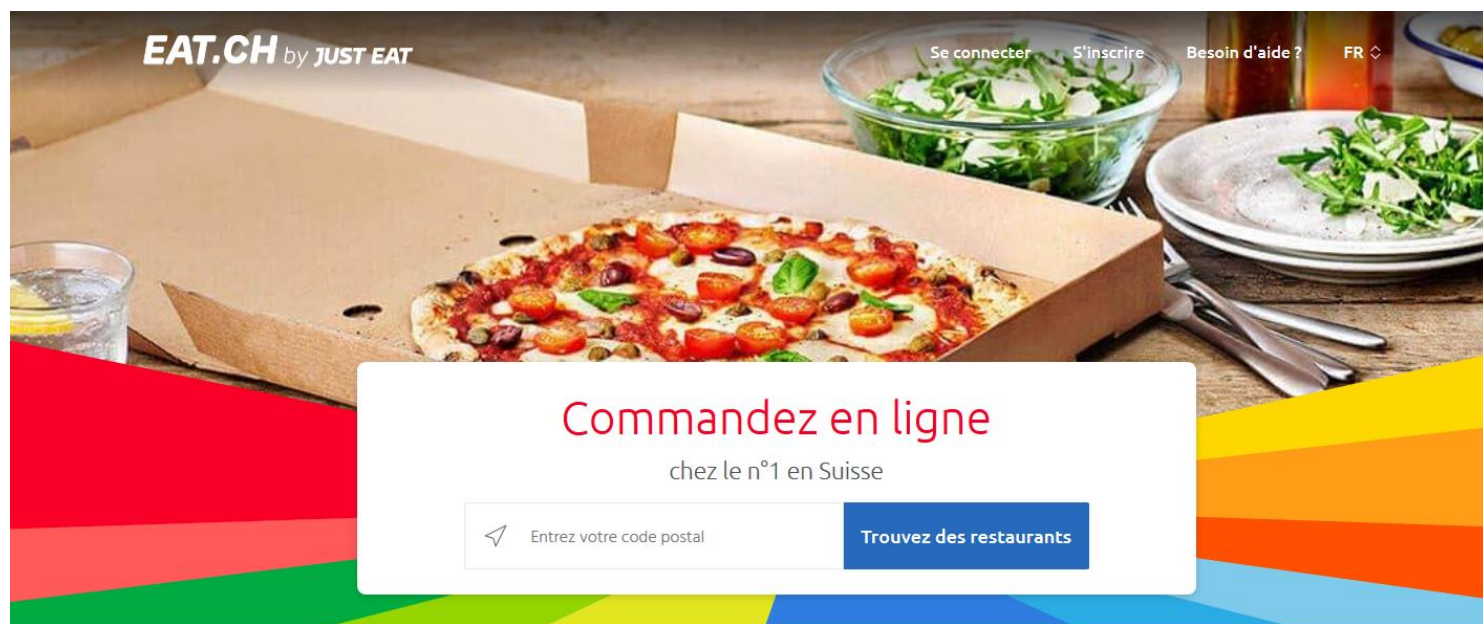 EAT.CH by JUST EAT
Se connecter S'inscrire Besoin d'aide ? FR
Commandez en ligne
chez le n°1 en Suisse
Entrez votre code postal Trouvez des restaurants